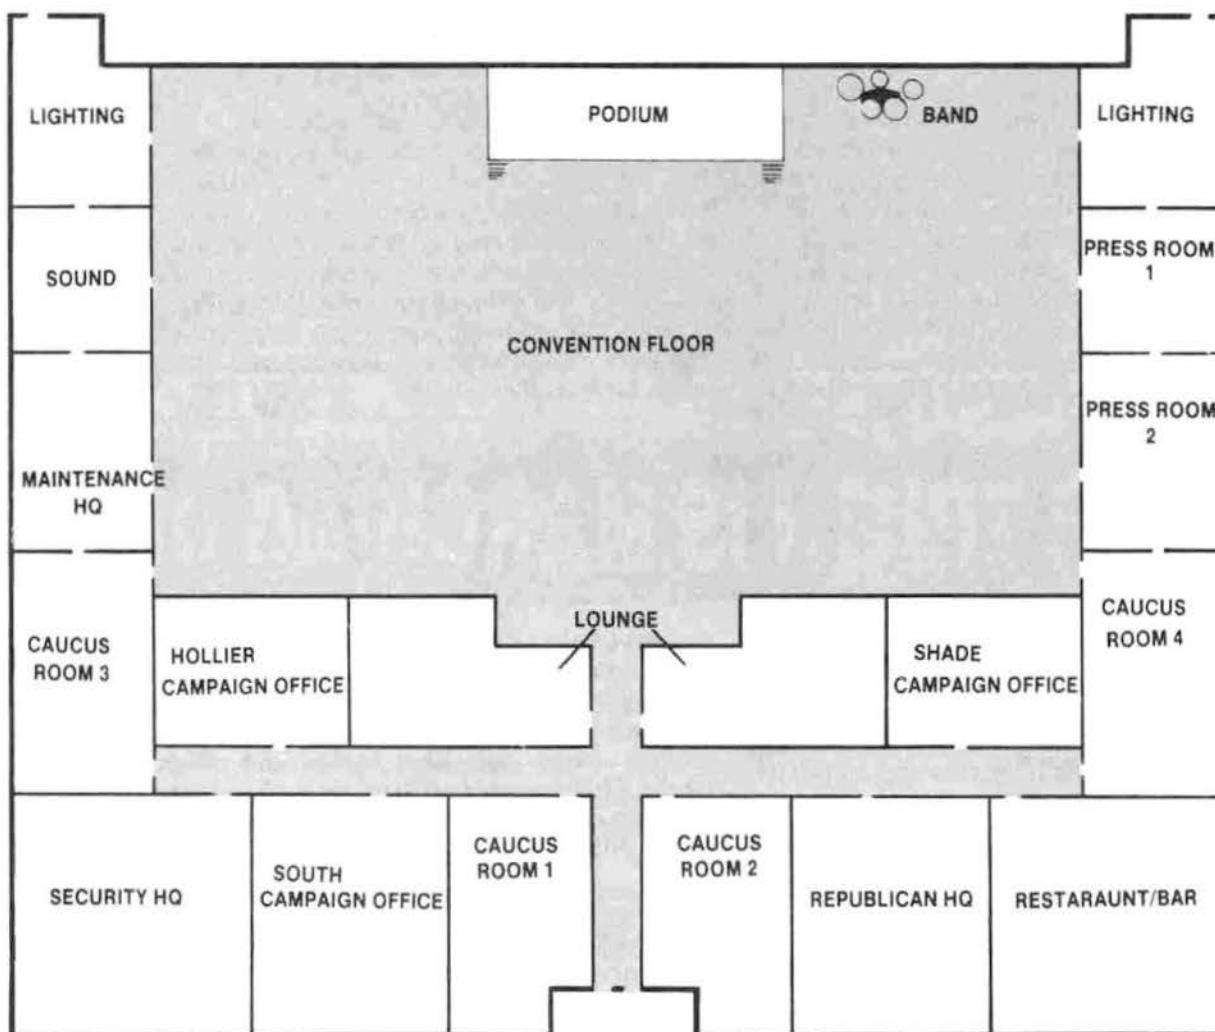 PODIUM
BAND
LIGHTING
LIGHTING
SOUND
PRESS ROOM
1
CONVENTION FLOOR
PRESS ROOM
2
MAINTENANCE
HQ
LOUNGE
CAUCUS
ROOM 3
HOLLIER
CAMPAIGN OFFICE
SHADE
CAMPAIGN OFFICE
CAUCUS
ROOM 4
SECURITY HQ
SOUTH
CAMPAIGN OFFICE
CAUCUS
ROOM 1
CAUCUS
ROOM 2
REPUBLICAN HQ
RESTARAUNT/BAR